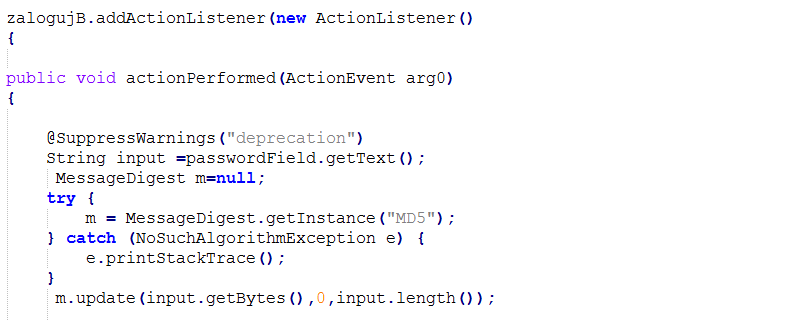 zalogujB.addActionListener(new ActionListener()
{
public void actionPerformed(ActionEvent arg0)
{
@SuppressWarnings("deprecation")
String input =passwordField.getText();
MessageDigest m=null;
try {
m = MessageDigest.getInstance("MD5");
} catch (NoSuchAlgorithmException e) {
e.printStackTrace();
}
m.update(input.getBytes(),0,input.length());